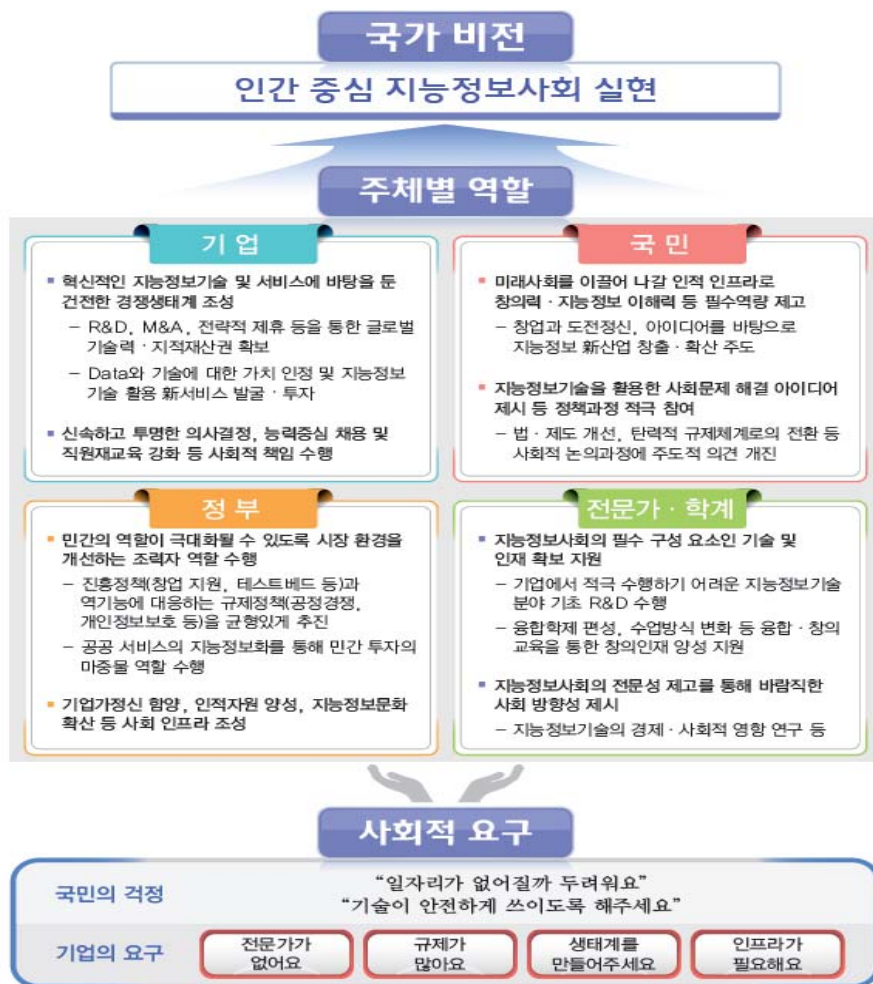 국가 비전
인간 중심 지능정보사회 실현
주체별 역할
기 업
▪ 혁신적인 지능정보기술 및 서비스에 바탕을 둔
건전한 경쟁생태계 조성
– R&D, M&A, 전략적 제휴 등을 통한 글로벌
기술력 · 지적재산권 확보
– Data와 기술에 대한 가치 인정 및 지능정보
기술 활용 新서비스 발굴 · 투자
▪ 신속하고 투명한 의사결정, 능력중심 채용 및
직원재교육 강화 등 사회적 책임 수행
국 민
▪ 미래사회를 이끌어 나갈 인적 인프라로
창의력 · 지능정보 이해력 등 필수역량 제고
– 창업과 도전정신, 아이디어를 바탕으로
지능정보 新산업 창출 · 확산 주도
▪ 지능정보기술을 활용한 사회문제 해결 아이디어
제시 등 정책과정 적극 참여
– 법 · 제도 개선, 탄력적 규제체계로의 전환 등
사회적 논의과정에 주도적 의견 개진
정 부
▪ 민간의 역할이 극대화될 수 있도록 시장 환경을
개선하는 조력자 역할 수행
– 진흥정책(창업 지원, 테스트베드 등)과
역기능에 대응하는 규제정책(공정경쟁,
개인정보보호 등)을 균형있게 추진
– 공공 서비스의 지능정보화를 통해 민간 투자의
마중물 역할 수행
▪ 기업가정신 함양, 인적자원 양성, 지능정보문화
확산 등 사회 인프라 조성
전문가 · 학계
▪ 지능정보사회의 필수 구성 요소인 기술 및
인재 확보 지원
– 기업에서 적극 수행하기 어려운 지능정보기술
분야 기초 R&D 수행
– 융합학제 편성, 수업방식 변화 등 융합 · 창의
교육을 통한 창의인재 양성 지원
▪ 지능정보사회의 전문성 제고를 통해 바람직한
사회 방향성 제시
– 지능정보기술의 경제 · 사회적 영향 연구 등
사회적 요구
국민의 걱정
“일자리가 없어질까 두려워요”
“기술이 안전하게 쓰이도록 해주세요”
기업의 요구
전문가가
없어요
규제가
많아요
생태계를
만들어주세요
인프라가
필요해요